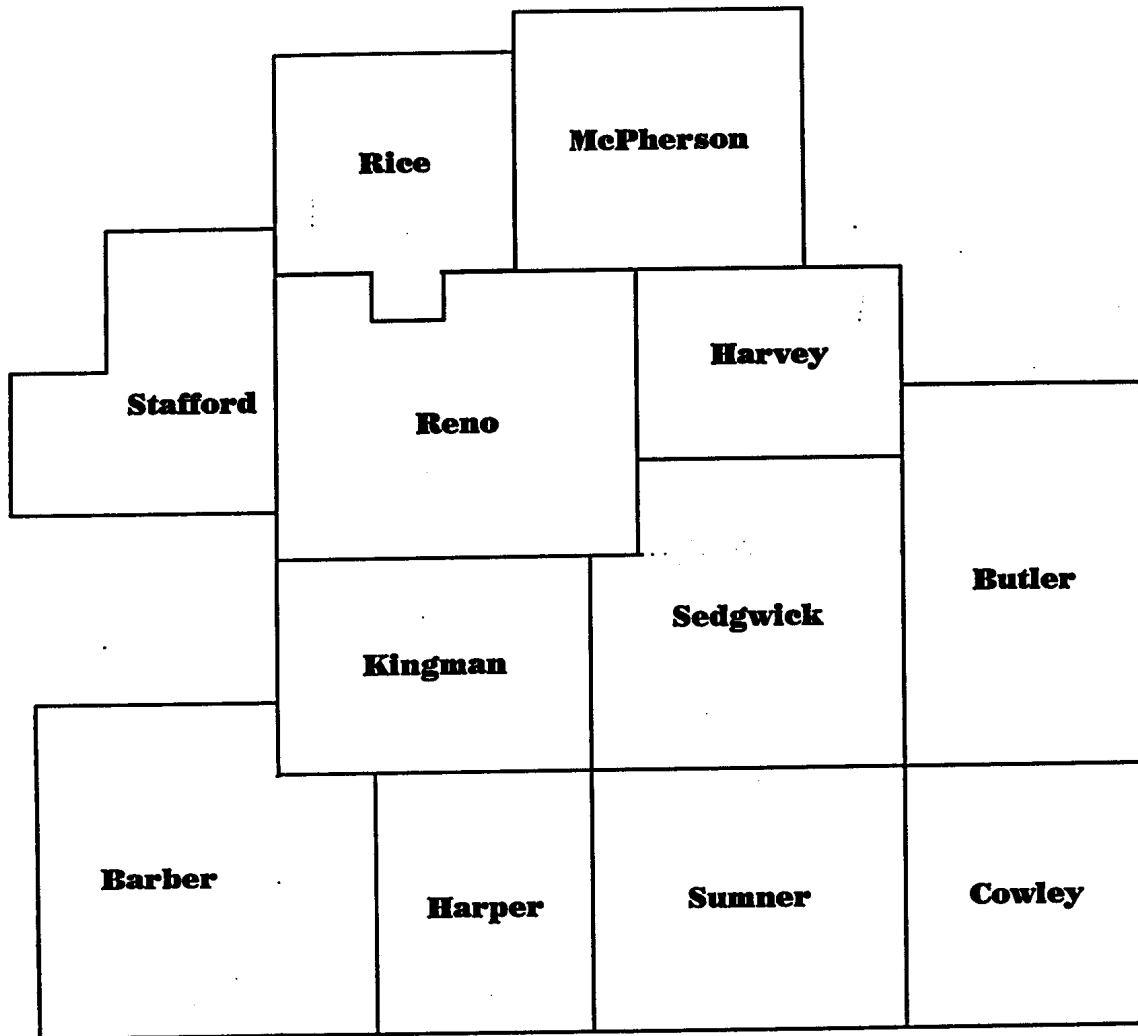 McPherson
Rice
Harvey
Stafford
Reno
Butler
Sedgwick
Kingman
Barber
Harper
Sumner
Cowley